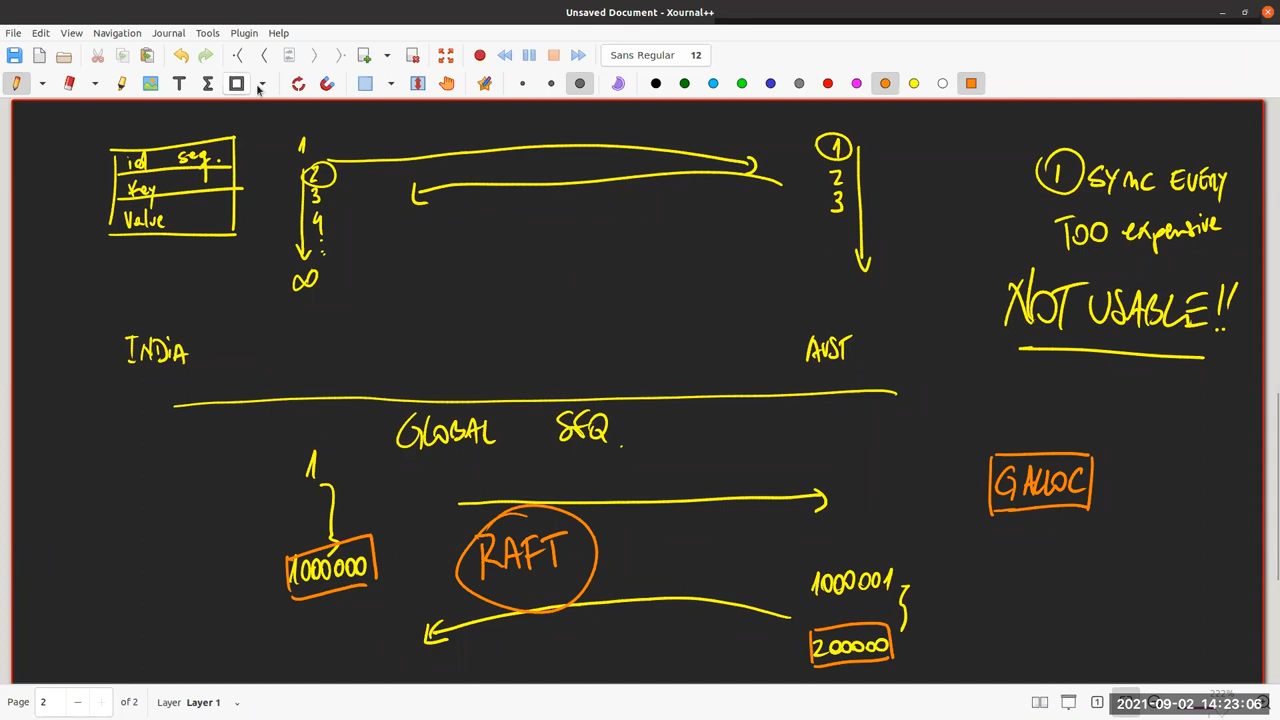 Unsaved Document - Xournal++
File Edit View Navigation Journal Tools Plugin Help
Sans Regular 12
id seq.
Key
Value
1
2
3
4
∞
1
2
3
1 SYNC EVERY
TOO expensive
NOT USABLE!!
INDIA
AUST
GLOBAL SEQ.
1
1000000
RAFT
GALLOC
1000001
200000
Page 2 of 2 Layer Layer 1
2021-09-02 14:23:06